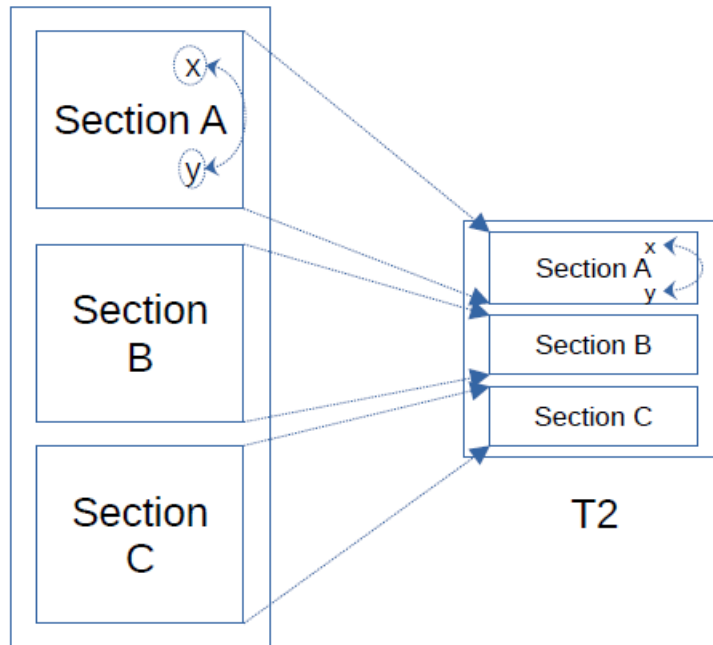 x
Section A
y
Section
B
Section
C
x
Section A
y
Section B
Section C
T2